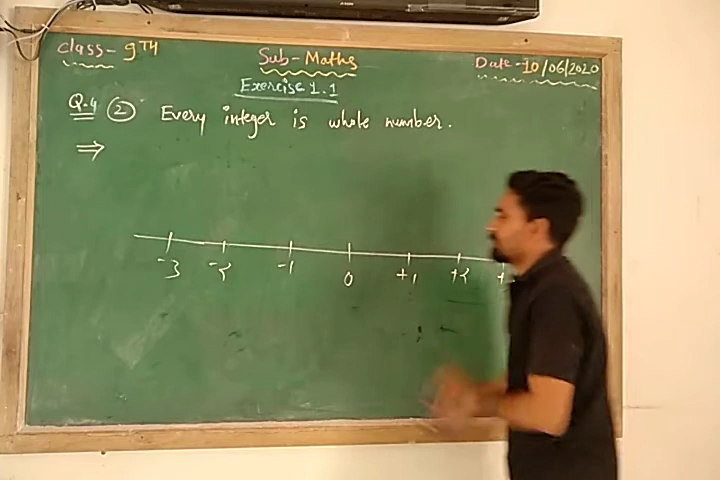 Class- 9TH Sub-Maths Date-10/06/2020
Exercise 1.1
Q.4 (2) Every integer is whole number.
⇒
-3 -2 -1 0 +1 +2 +